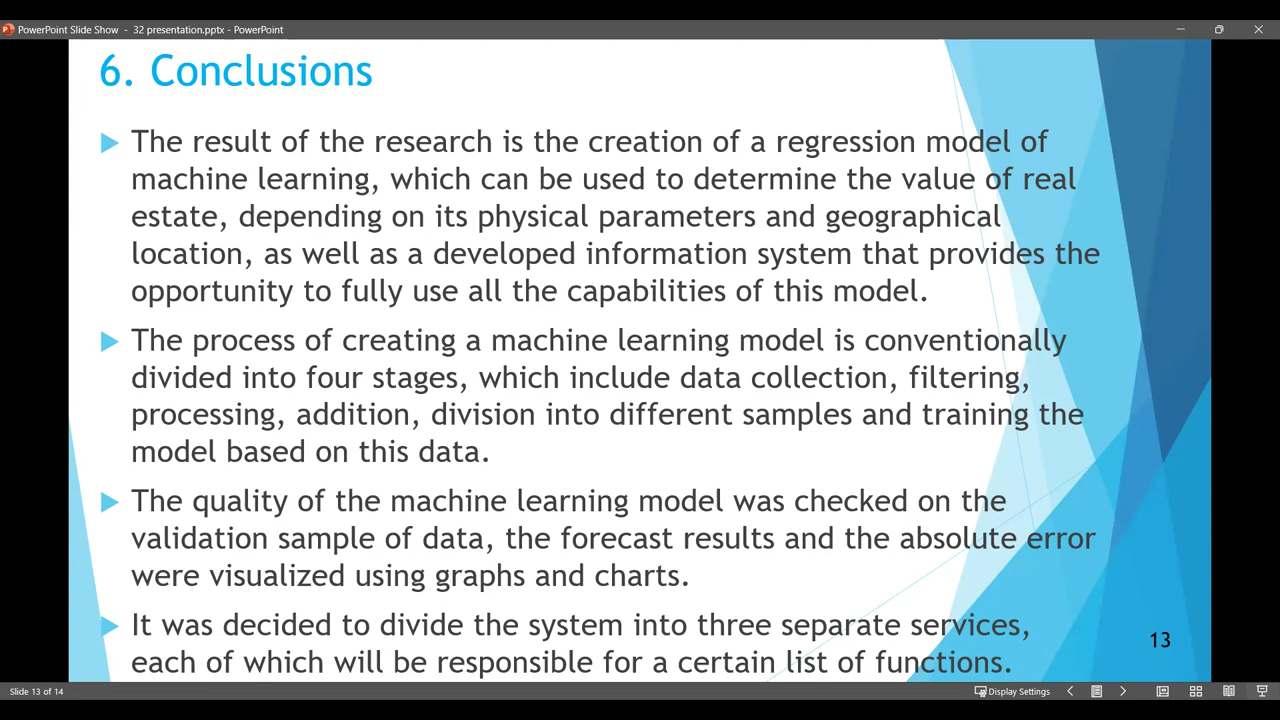 PowerPoint Slide Show - 32 presentation.pptx - PowerPoint
6. Conclusions
The result of the research is the creation of a regression model of
machine learning, which can be used to determine the value of real
estate, depending on its physical parameters and geographical
location, as well as a developed information system that provides the
opportunity to fully use all the capabilities of this model.
The process of creating a machine learning model is conventionally
divided into four stages, which include data collection, filtering,
processing, addition, division into different samples and training the
model based on this data.
The quality of the machine learning model was checked on the
validation sample of data, the forecast results and the absolute error
were visualized using graphs and charts.
It was decided to divide the system into three separate services,
each of which will be responsible for a certain list of functions.
13
Slide 13 of 14
Display Settings